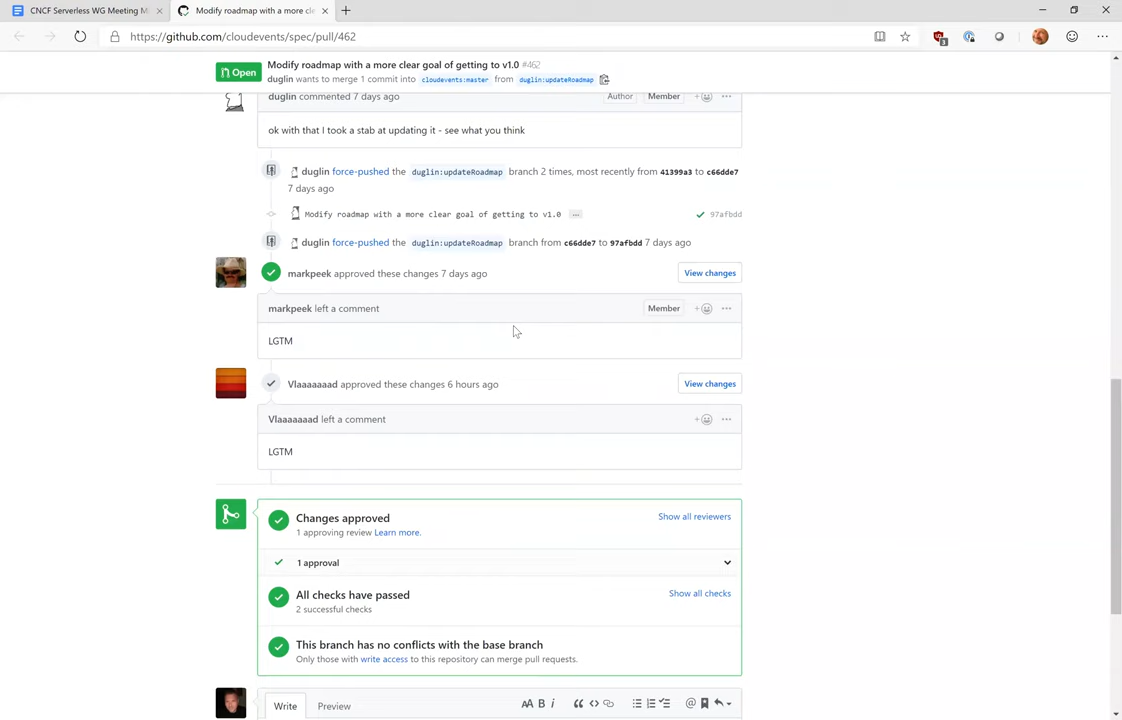 CNCF Serverless WG Meeting M
Modify roadmap with a more cle
https://github.com/cloudevents/spec/pull/462
3
Open
Modify roadmap with a more clear goal of getting to v1.0 #462
duglin wants to merge 1 commit into cloudevents:master from duglin:updateRoadmap
duglin commented 7 days ago
Author
Member
ok with that I took a stab at updating it - see what you think
duglin force-pushed the duglin:updateRoadmap branch 2 times, most recently from 41399a3 to c66dde7
7 days ago
Modify roadmap with a more clear goal of getting to v1.0 ...
97afbdd
duglin force-pushed the duglin:updateRoadmap branch from c66dde7 to 97afbdd 7 days ago
markpeek approved these changes 7 days ago
View changes
markpeek left a comment
Member
LGTM
Vlaaaaaaad approved these changes 6 hours ago
View changes
Vlaaaaaaad left a comment
LGTM
Changes approved
Show all reviewers
1 approving review Learn more.
1 approval
All checks have passed
Show all checks
2 successful checks
This branch has no conflicts with the base branch
Only those with write access to this repository can merge pull requests.
Write
Preview
AA B i